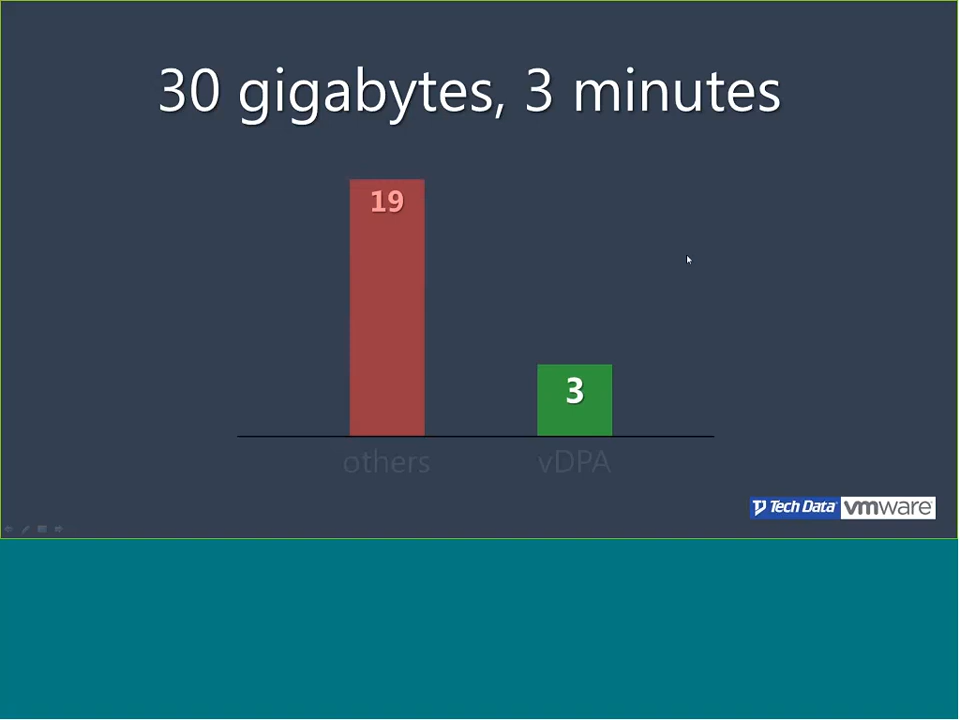 30 gigabytes, 3 minutes
19
3
others vDPA
Tech Data vmware